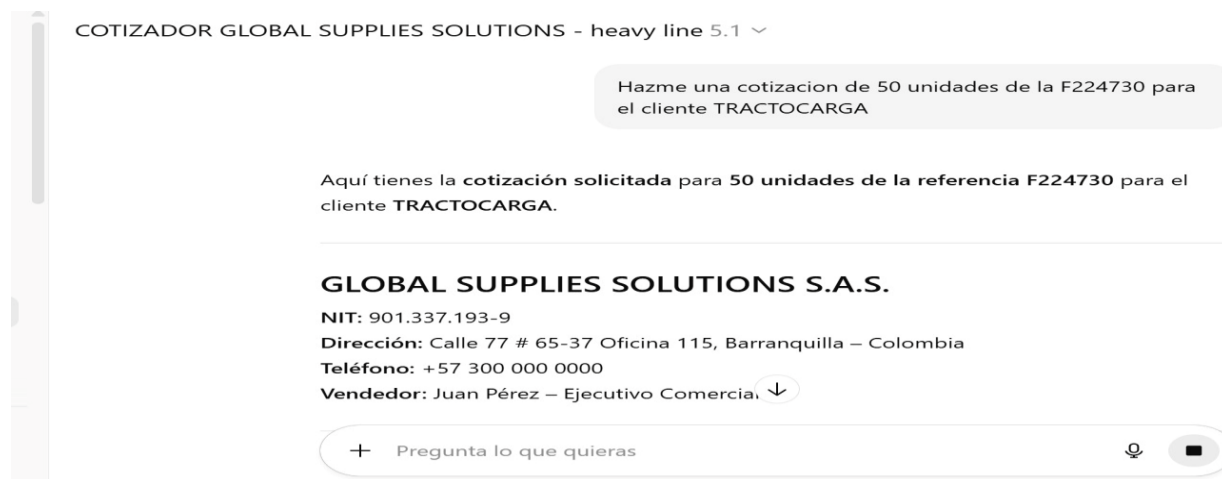 COTIZADOR GLOBAL SUPPLIES SOLUTIONS - heavy line 5.1
Hazme una cotizacion de 50 unidades de la F224730 para
el cliente TRACTOCARGA
Aquí tienes la cotización solicitada para 50 unidades de la referencia F224730 para el
cliente TRACTOCARGA.
GLOBAL SUPPLIES SOLUTIONS S.A.S.
NIT: 901.337.193-9
Dirección: Calle 77 # 65-37 Oficina 115, Barranquilla – Colombia
Teléfono: +57 300 000 0000
Vendedor: Juan Pérez – Ejecutivo Comercial
Pregunta lo que quieras